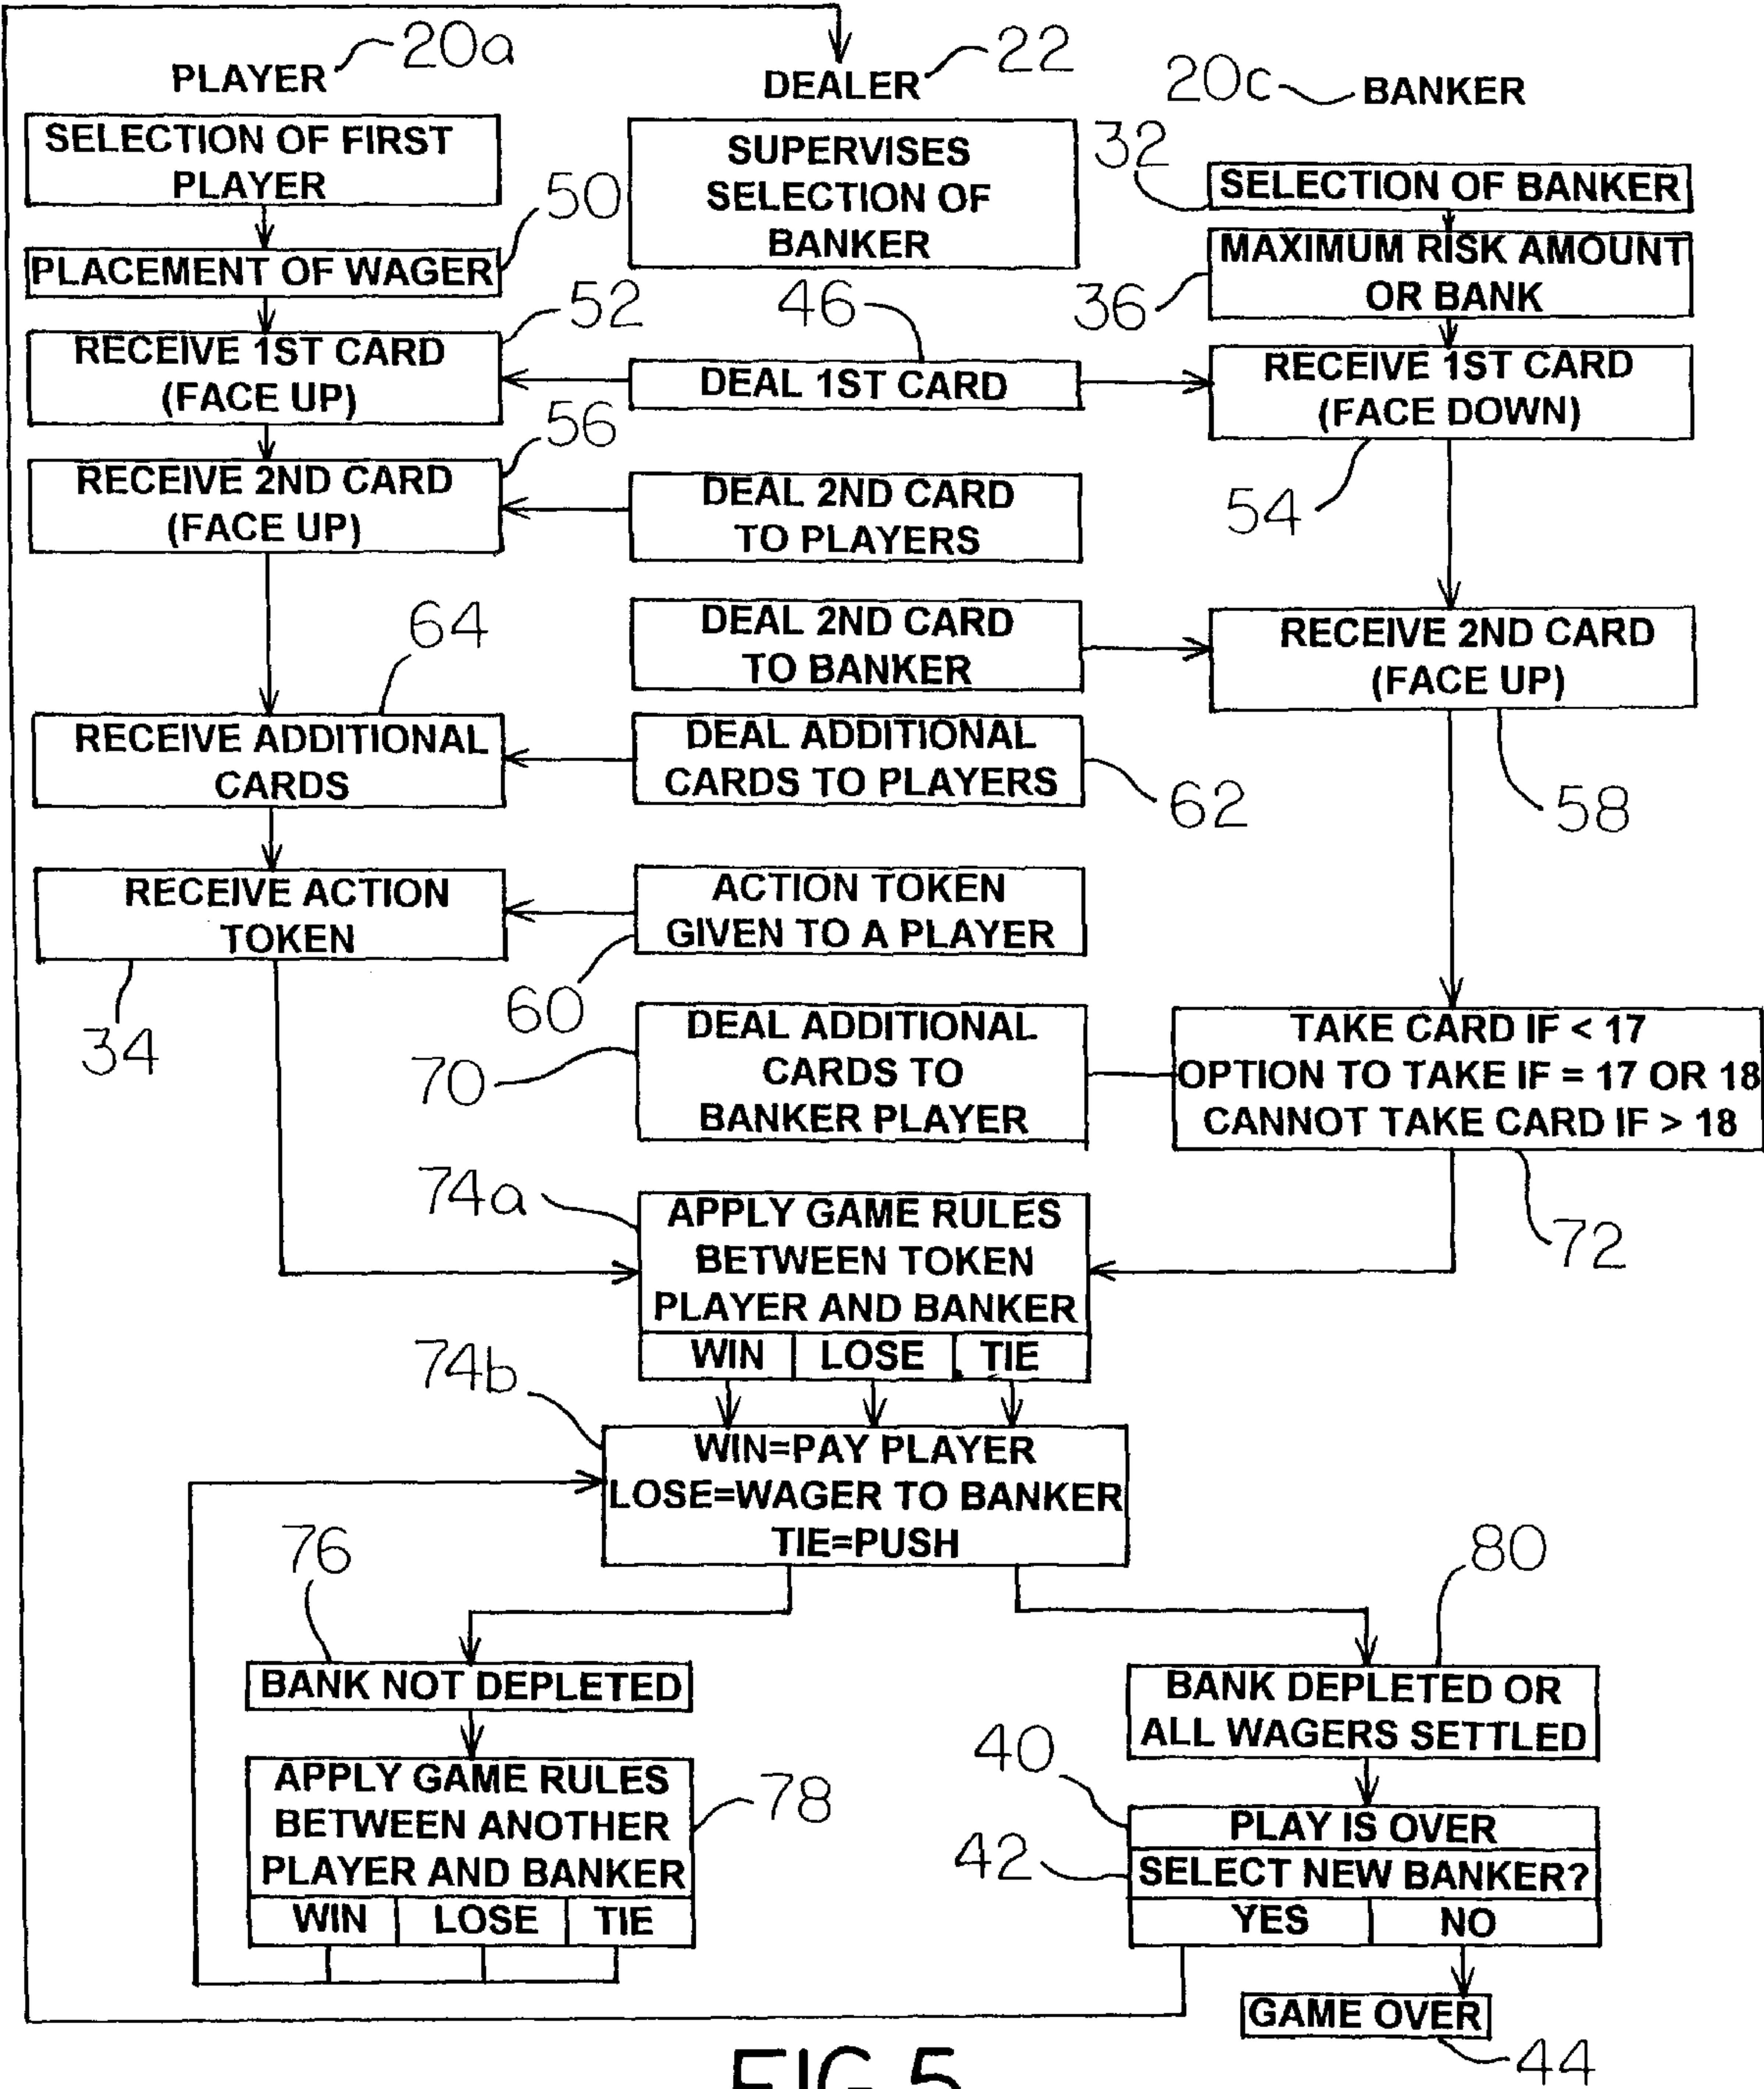 PLAYER 20a
DEALER 22
20c BANKER
SELECTION OF FIRST
PLAYER
50
PLACEMENT OF WAGER
52
RECEIVE 1ST CARD
(FACE UP)
56
RECEIVE 2ND CARD
(FACE UP)
64
RECEIVE ADDITIONAL
CARDS
RECEIVE ACTION
TOKEN
34
SUPERVISES
SELECTION OF
BANKER
46
DEAL 1ST CARD
DEAL 2ND CARD
TO PLAYERS
DEAL 2ND CARD
TO BANKER
DEAL ADDITIONAL
CARDS TO PLAYERS
62
ACTION TOKEN
GIVEN TO A PLAYER
60
70
DEAL ADDITIONAL
CARDS TO
BANKER PLAYER
32
SELECTION OF BANKER
36
MAXIMUM RISK AMOUNT
OR BANK
RECEIVE 1ST CARD
(FACE DOWN)
54
RECEIVE 2ND CARD
(FACE UP)
58
TAKE CARD IF < 17
OPTION TO TAKE IF = 17 OR 18
CANNOT TAKE CARD IF > 18
72
74a
APPLY GAME RULES
BETWEEN TOKEN
PLAYER AND BANKER
WIN LOSE TIE
74b
WIN=PAY PLAYER
LOSE=WAGER TO BANKER
TIE=PUSH
76
BANK NOT DEPLETED
APPLY GAME RULES
BETWEEN ANOTHER
PLAYER AND BANKER
WIN LOSE TIE
78
80
BANK DEPLETED OR
ALL WAGERS SETTLED
40
PLAY IS OVER
42
SELECT NEW BANKER?
YES NO
GAME OVER
44
FIG 5